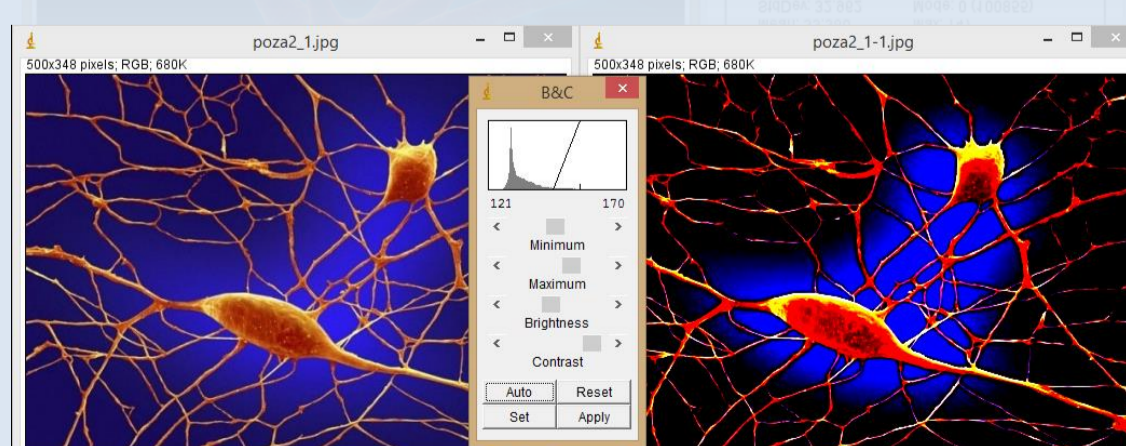 poza2_1.jpg
500x348 pixels; RGB; 680K
B&C
121 170
Minimum
Maximum
Brightness
Contrast
Auto Reset
Set Apply
poza2_1-1.jpg
500x348 pixels; RGB; 680K